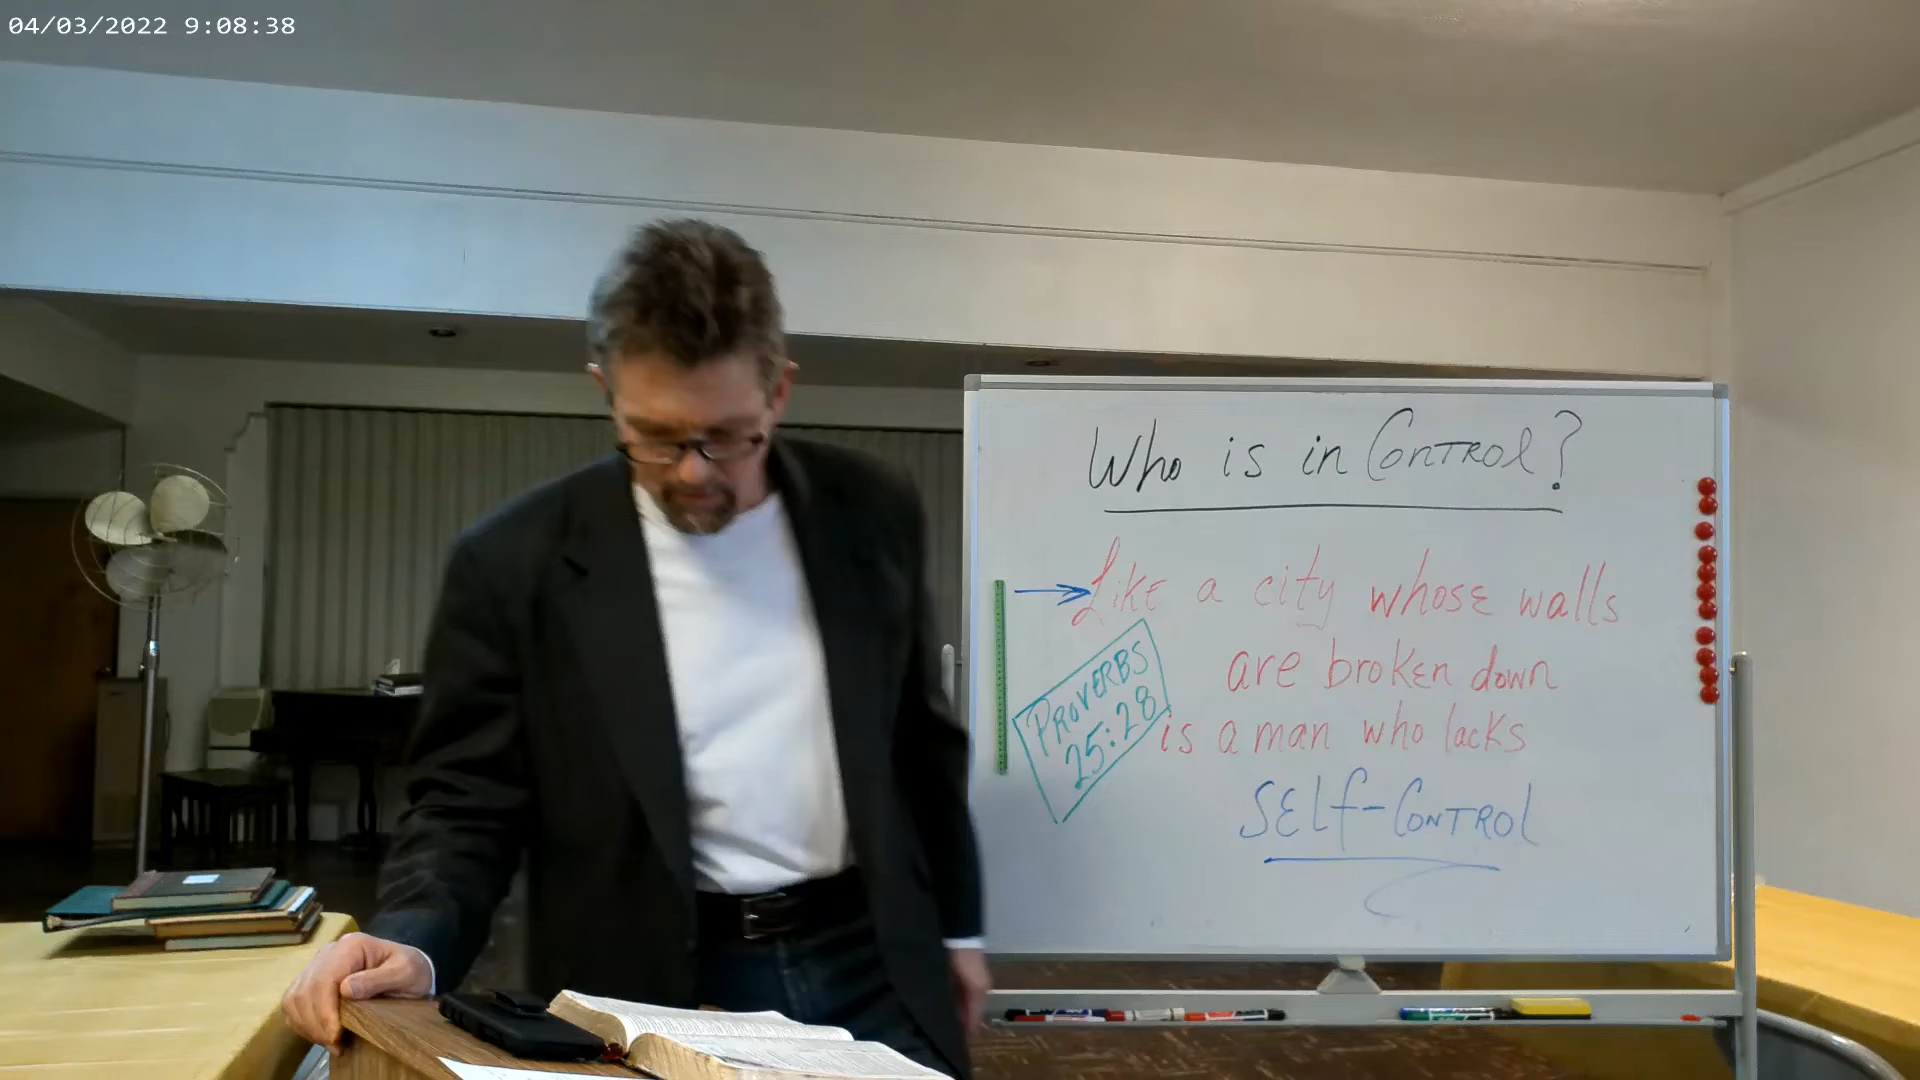 04/03/2022 9:08:38
Who is in Control?
Like a city whose walls
are broken down
is a man who lacks
SELf-CONTROl
PROVERBS
25:28